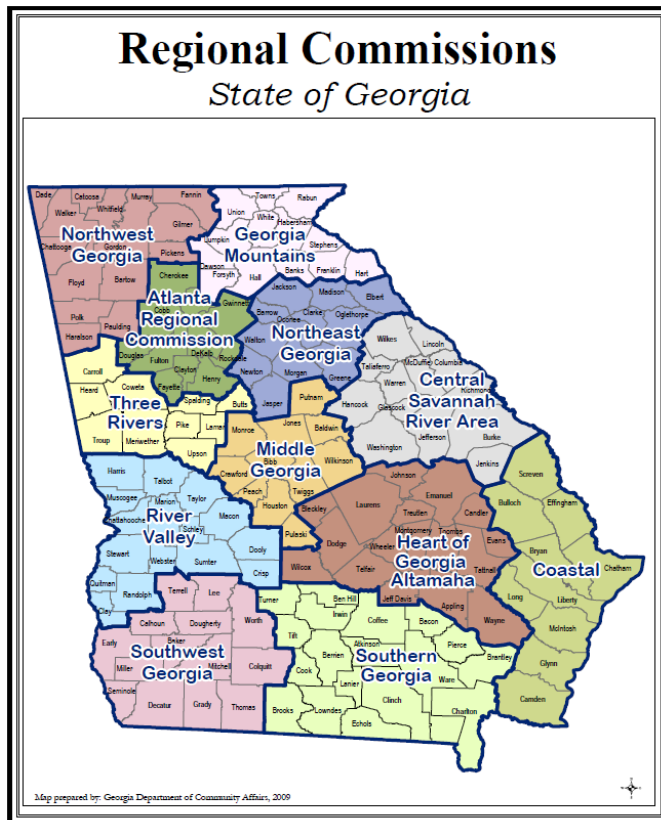 Regional Commissions
State of Georgia
Dade
Catoosa
Whitfield
Murray
Fannin
Walker
Gilmer
Chattooga
Gordon
Pickens
Floyd
Bartow
Polk
Paulding
Haralson
Northwest
Georgia
Towns
Rabun
Union
White
Habersham
Lumpkin
Stephens
Dawson
Forsyth
Hall
Banks
Franklin
Hart
Georgia
Mountains
Cherokee
Cobb
Gwinnett
Douglas
Fulton
DeKalb
Rockdale
Clayton
Fayette
Henry
Atlanta
Regional
Commission
Jackson
Madison
Elbert
Barrow
Clarke
Oglethorpe
Oconee
Walton
Newton
Morgan
Greene
Jasper
Northeast
Georgia
Carroll
Heard
Coweta
Spalding
Butts
Pike
Lamar
Troup
Meriwether
Upson
Three
Rivers
Putnam
Jones
Baldwin
Monroe
Bibb
Wilkinson
Crawford
Peach
Twiggs
Houston
Pulaski
Middle
Georgia
Wilkes
Lincoln
Taliaferro
McDuffie
Columbia
Warren
Richmond
Hancock
Glascock
Washington
Jefferson
Burke
Jenkins
Central
Savannah
River Area
Harris
Talbot
Muscogee
Marion
Taylor
Chattahoochee
Macon
Schley
Stewart
Webster
Sumter
Dooly
Crisp
Quitman
Randolph
Clay
River
Valley
Johnson
Emanuel
Laurens
Treutlen
Candler
Bleckley
Montgomery
Toombs
Evans
Dodge
Wheeler
Tattnall
Wilcox
Telfair
Jeff Davis
Appling
Wayne
Heart of
Georgia
Altamaha
Screven
Bulloch
Effingham
Bryan
Chatham
Long
Liberty
McIntosh
Glynn
Camden
Coastal
Terrell
Lee
Calhoun
Dougherty
Worth
Early
Baker
Miller
Mitchell
Colquitt
Seminole
Decatur
Grady
Thomas
Southwest
Georgia
Turner
Ben Hill
Irwin
Coffee
Bacon
Tift
Atkinson
Pierce
Berrien
Brantley
Cook
Lanier
Ware
Clinch
Brooks
Lowndes
Echols
Charlton
Southern
Georgia
Map prepared by: Georgia Department of Community Affairs, 2009